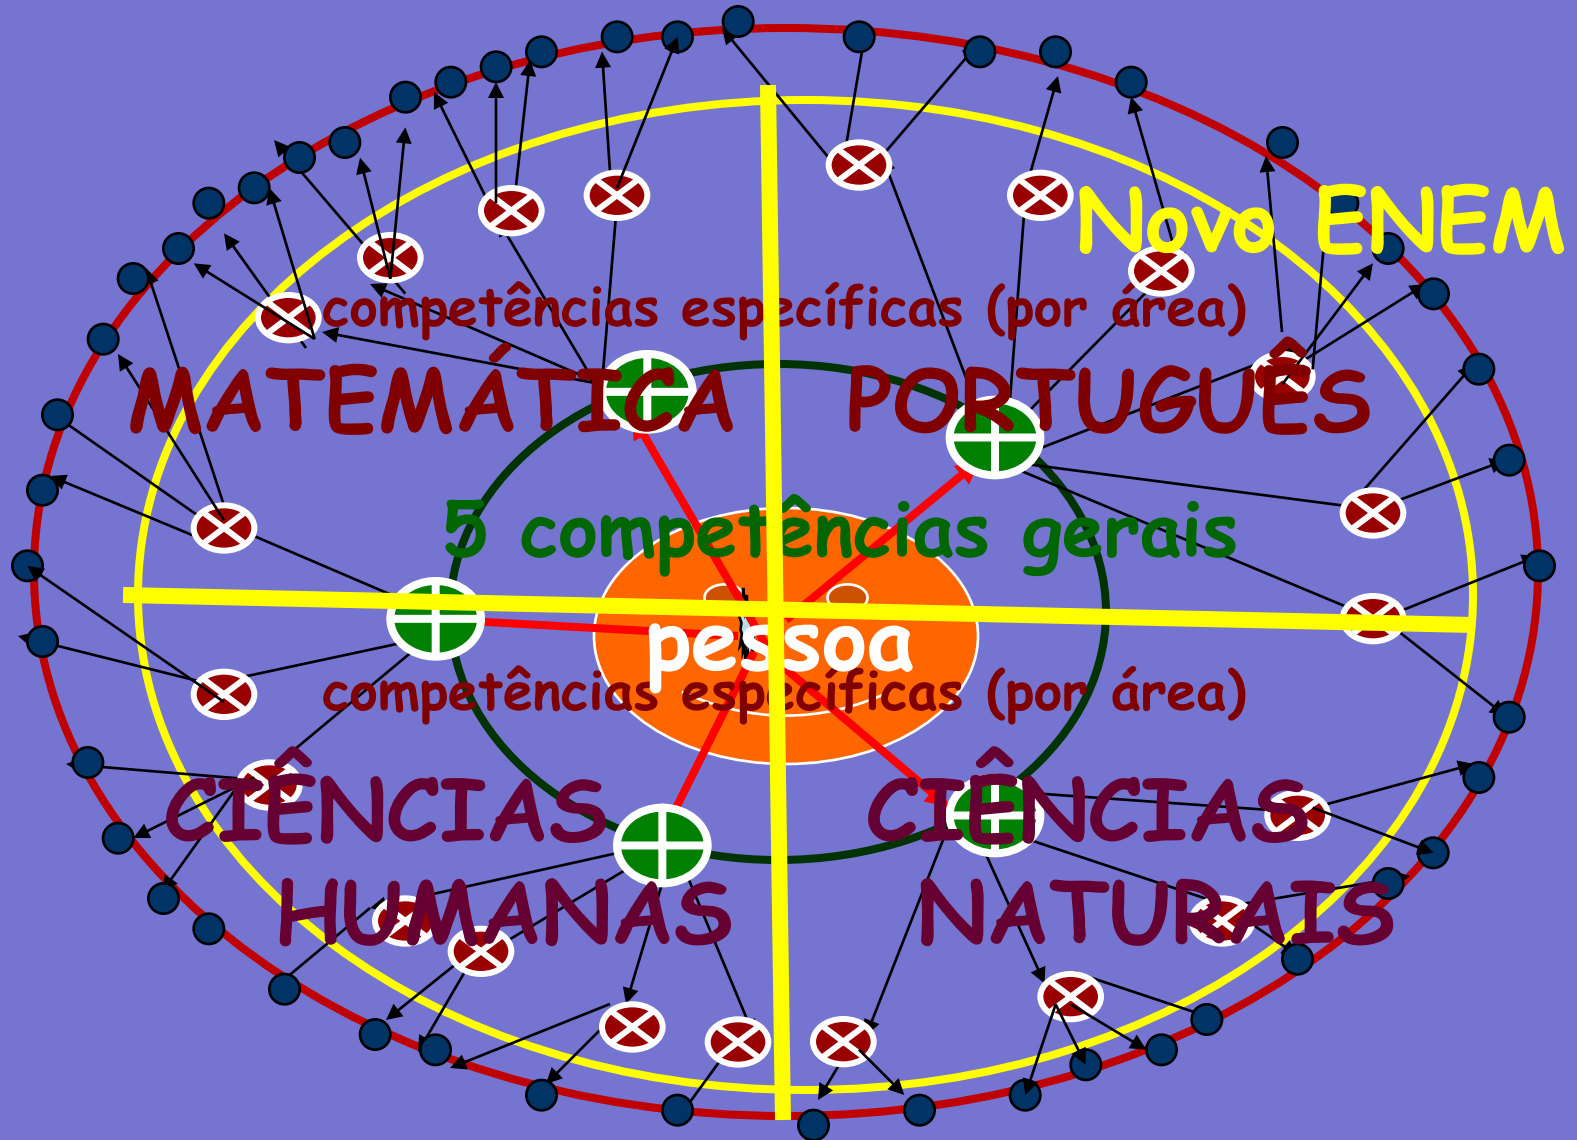 Novo ENEM
competências específicas (por área)
MATEMÁTICA PORTUGUÊS
5 competências gerais
pessoa
competências específicas (por área)
CIÊNCIAS CIÊNCIAS
HUMANAS NATURAIS